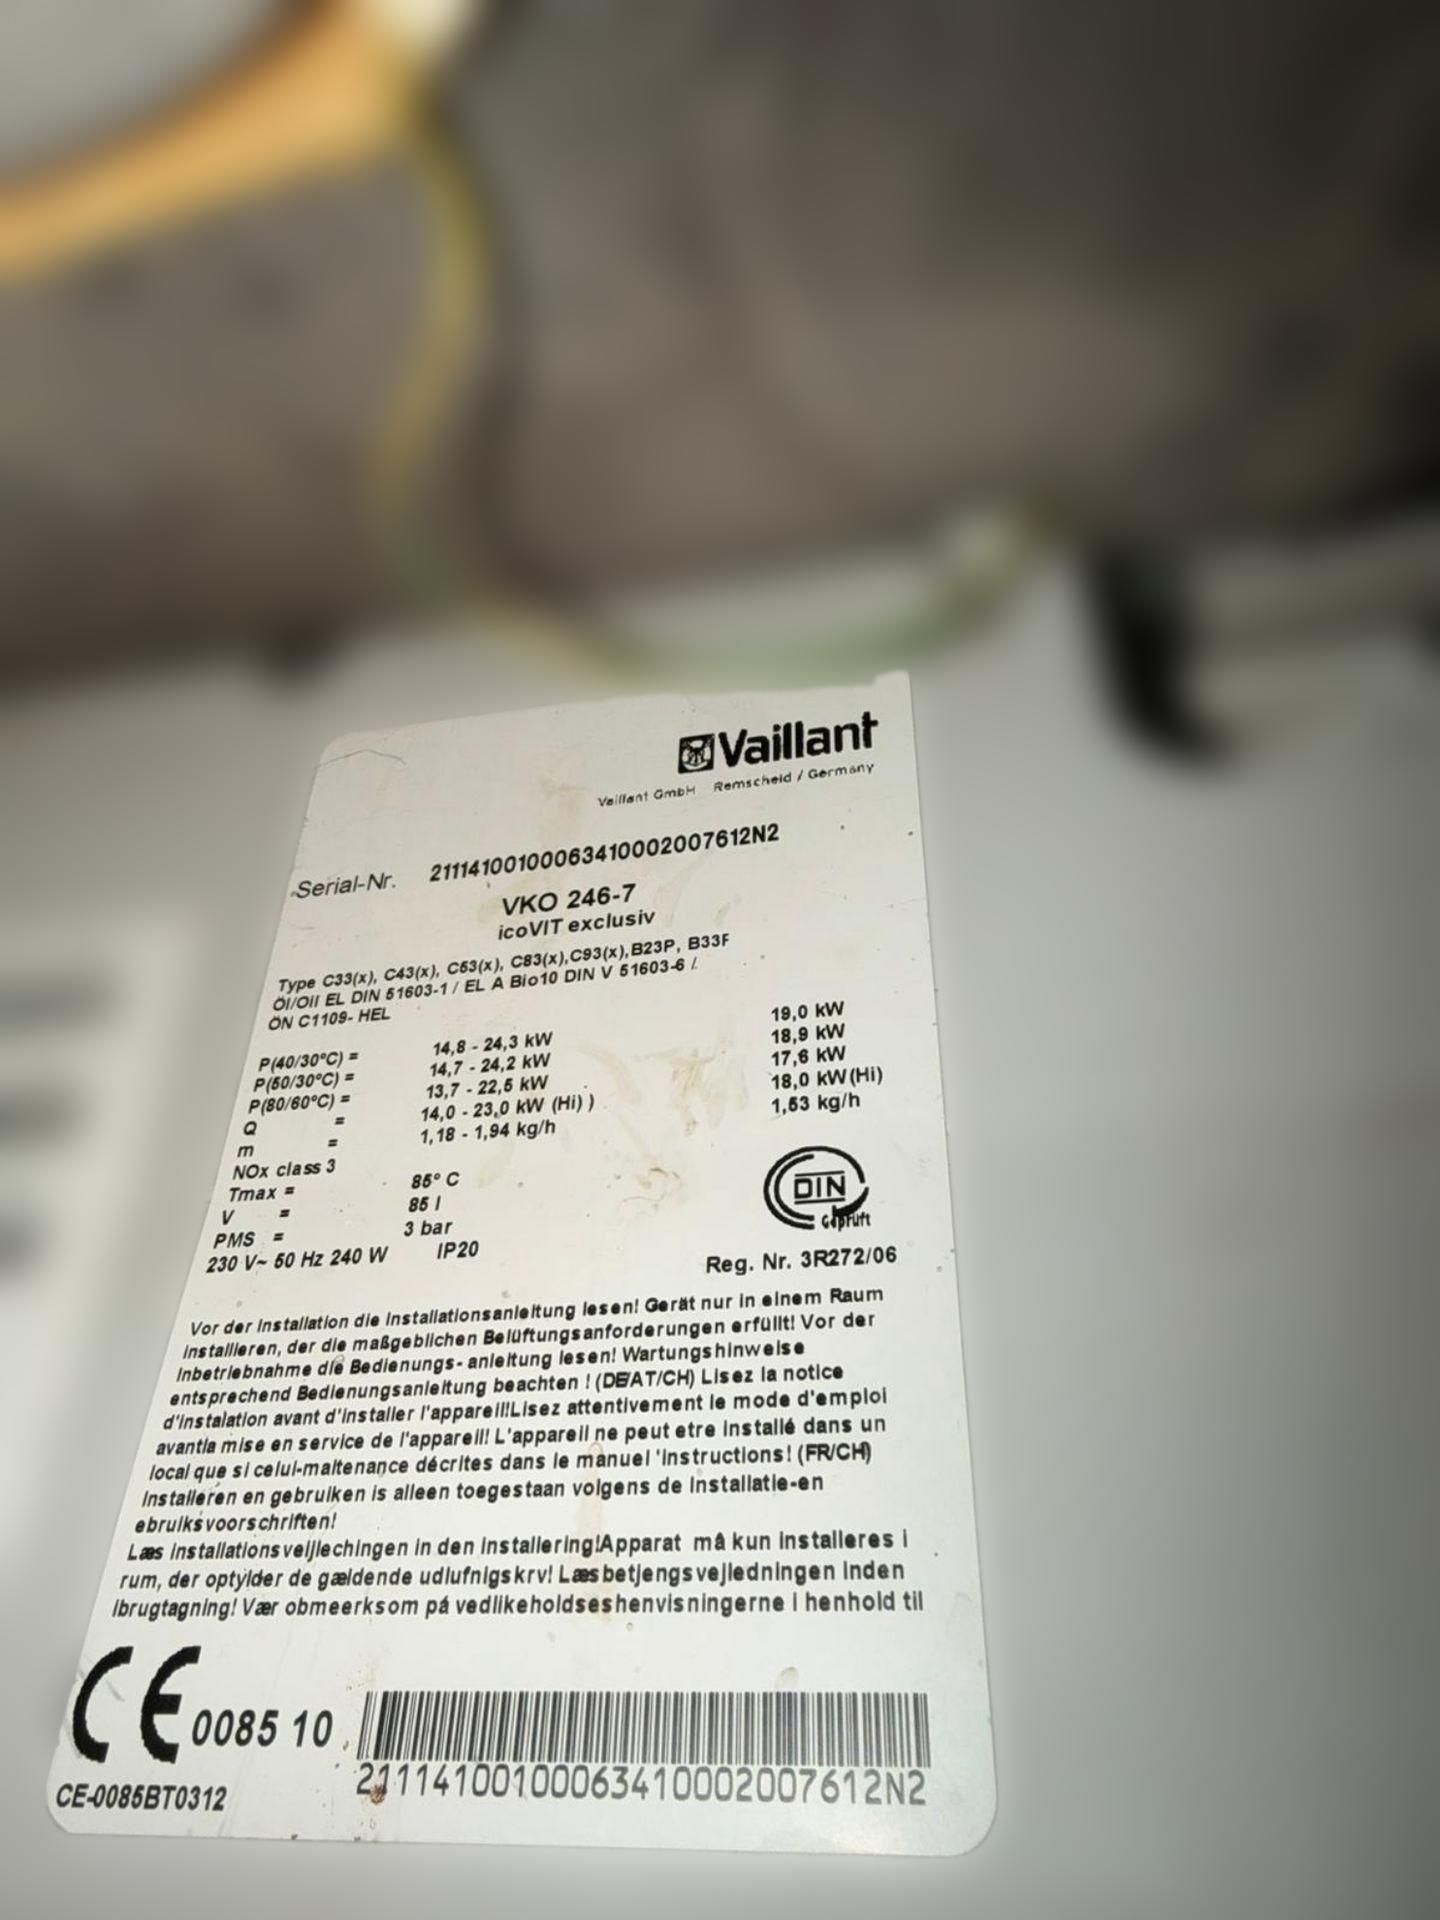 Vaillant
Vaillant GmbH Remscheid / Germany
Serial-Nr. 21114100100063410002007612N2
VKO 246-7
icoVIT exclusiv
Type C33(x), C43(x), C53(x), C83(x),C93(x),B23P, B33F
Öl/Oil EL DIN 51603-1 / EL A Bio10 DIN V 51603-6 /
ÖN C1109- HEL
P(40/30°C) = 14,8 - 24,3 kW 19,0 kW
P(50/30°C) = 14,7 - 24,2 kW 18,9 kW
P(80/60°C) = 13,7 - 22,5 kW 17,6 kW
Q = 14,0 - 23,0 kW (Hi) ) 18,0 kW(Hi)
m = 1,18 - 1,94 kg/h 1,53 kg/h
NOx class 3
Tmax = 85° C
V = 85 l
PMS = 3 bar
230 V~ 50 Hz 240 W IP20
DIN
Geprüft
Reg. Nr. 3R272/06
Vor der Installation die Installationsanleitung lesen! Gerät nur in einem Raum
installieren, der die maßgeblichen Belüftungsanforderungen erfüllt! Vor der
Inbetriebnahme die Bedienungs- anleitung lesen! Wartungshinweise
entsprechend Bedienungsanleitung beachten ! (DE/AT/CH) Lisez la notice
d'instalation avant d'installer l'appareil!Lisez attentivement le mode d'emploi
avantla mise en service de l'appareil! L'appareil ne peut etre installé dans un
local que si celui-maitenance décrites dans le manuel 'instructions! (FR/CH)
Installeren en gebruiken is alleen toegestaan volgens de Installatie-en
ebruiksvoorschriften!
Læs installationsveijlechingen in den installering!Apparat må kun installeres i
rum, der optylder de gældende udlufnigskrv! Læsbetjengsvejledningen inden
ibrugtagning! Vær obmeerksom på vedlikeholdseshenvisningerne i henhold til
CE 0085 10
21114100100063410002007612N2
CE-0085BT0312